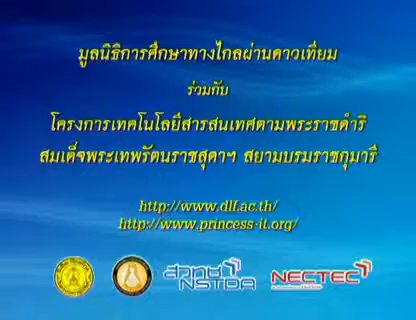 มูลนิธิการศึกษาทางไกลผ่านดาวเทียม
ร่วมกับ
โครงการเทคโนโลยีสารสนเทศตามพระราชดำริ
สมเด็จพระเทพรัตนราชสุดาฯ สยามบรมราชกุมารี
http://www.dlf.ac.th/
http://www.princess-it.org/
สวทช NECTEC
NSTDA